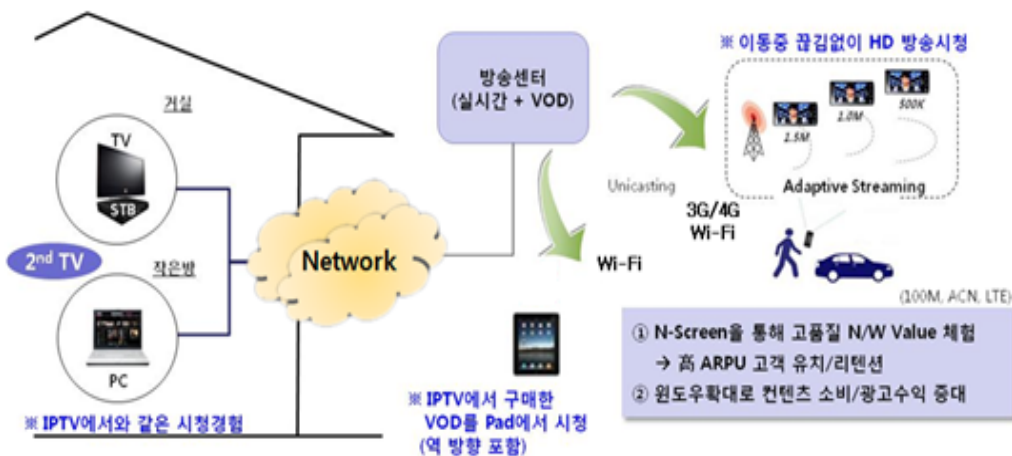 거실
TV
STB
2nd TV
작은방
PC
※ IPTV에서와 같은 시청경험
Network
방송센터
(실시간 + VOD)
※ IPTV에서 구매한
VOD를 Pad에서 시청
(역 방향 포함)
Unicasting
3G/4G
Wi-Fi
Wi-Fi
※ 이동중 끊김없이 HD 방송시청
1.5M
1.0M
500K
Adaptive Streaming
(100M, ACN, LTE)
① N-Screen을 통해 고품질 N/W Value 체험
→ 高 ARPU 고객 유치/리텐션
② 윈도우확대로 컨텐츠 소비/광고수익 증대